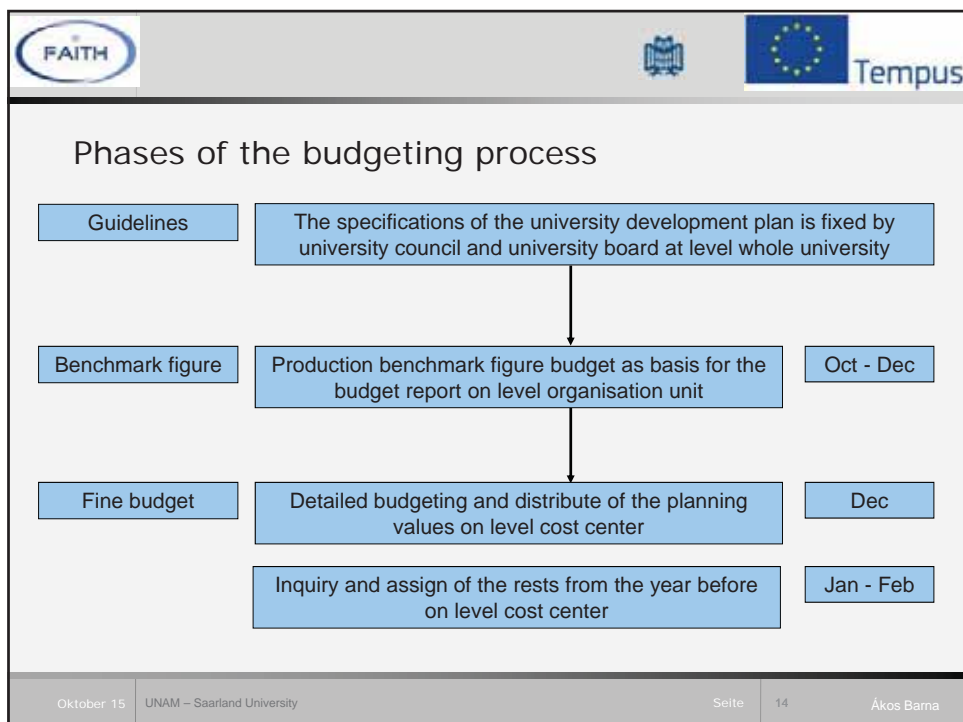 FAITH
Tempus
Phases of the budgeting process
Guidelines
The specifications of the university development plan is fixed by
university council and university board at level whole university
Benchmark figure
Production benchmark figure budget as basis for the
budget report on level organisation unit
Oct - Dec
Fine budget
Detailed budgeting and distribute of the planning
values on level cost center
Dec
Inquiry and assign of the rests from the year before
on level cost center
Jan - Feb
Oktober 15 UNAM – Saarland University Seite 14 Ákos Barna